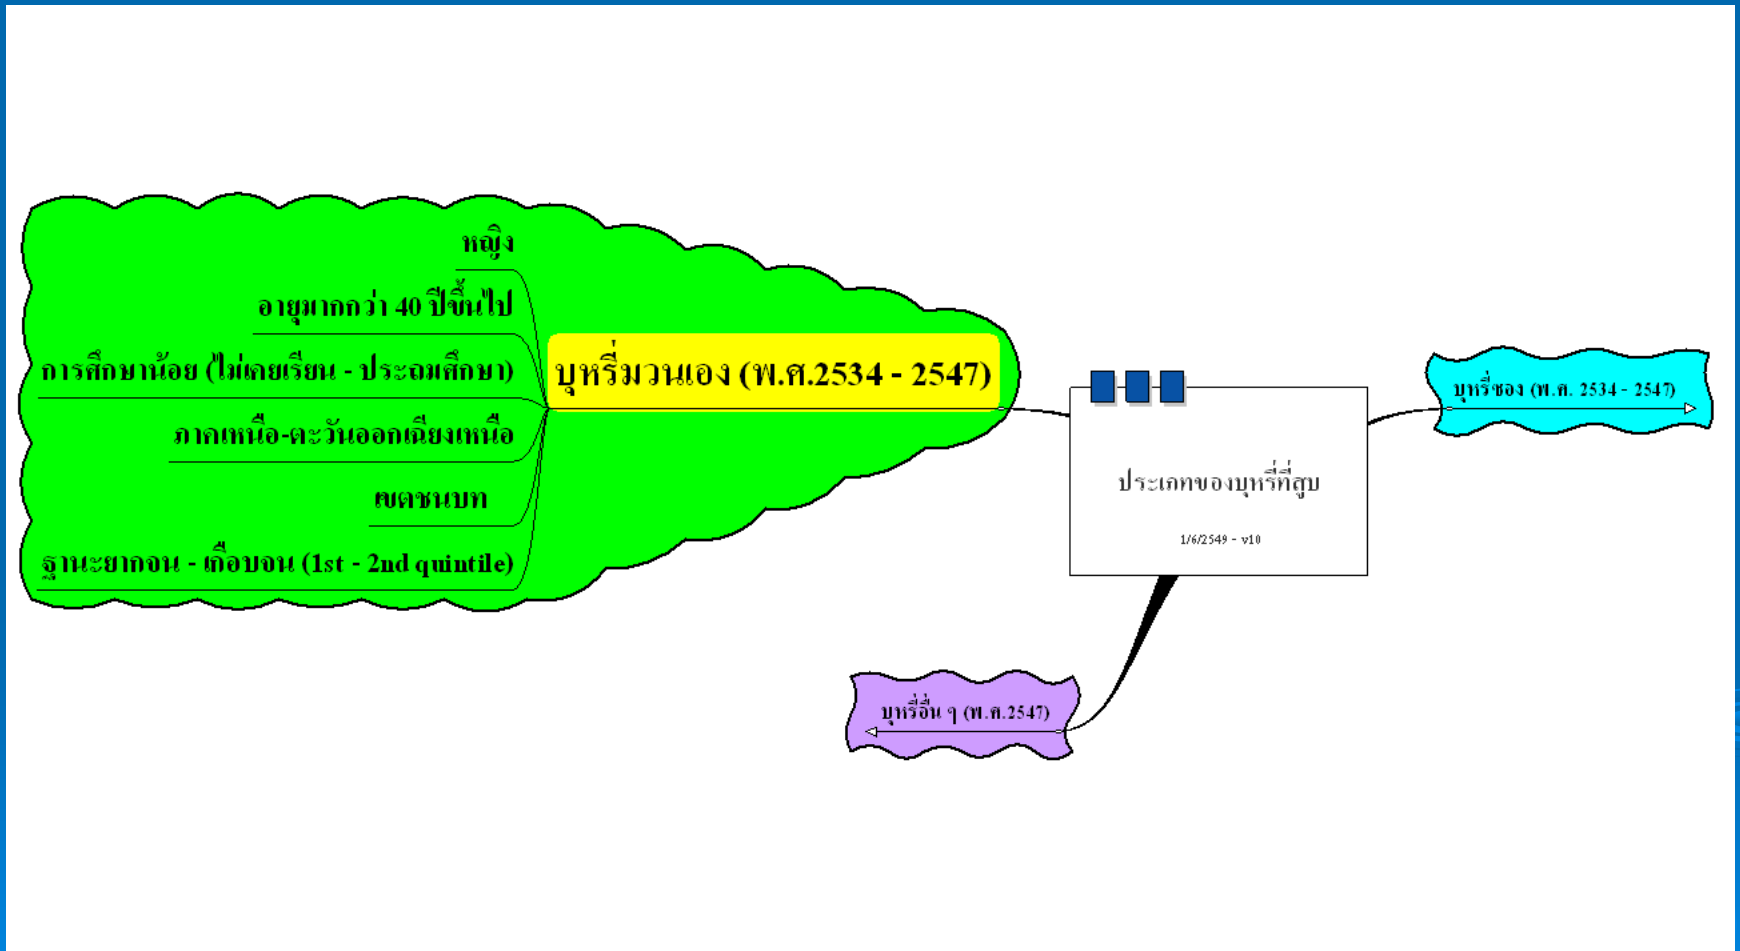 หญิง
อายุมากกว่า 40 ปีขึ้นไป
การศึกษาน้อย (ไม่เคยเรียน - ประถมศึกษา)
ภาคเหนือ-ตะวันออกเฉียงเหนือ
เขตชนบท
ฐานะยากจน - เกือบจน (1st - 2nd quintile)
บุหรี่มวนเอง (พ.ศ.2534 - 2547)
ประเภทของบุหรี่ที่สูบ
1/6/2549 - v10
บุหรี่ซอง (พ.ศ. 2534 - 2547)
บุหรี่อื่น ๆ (พ.ศ.2547)